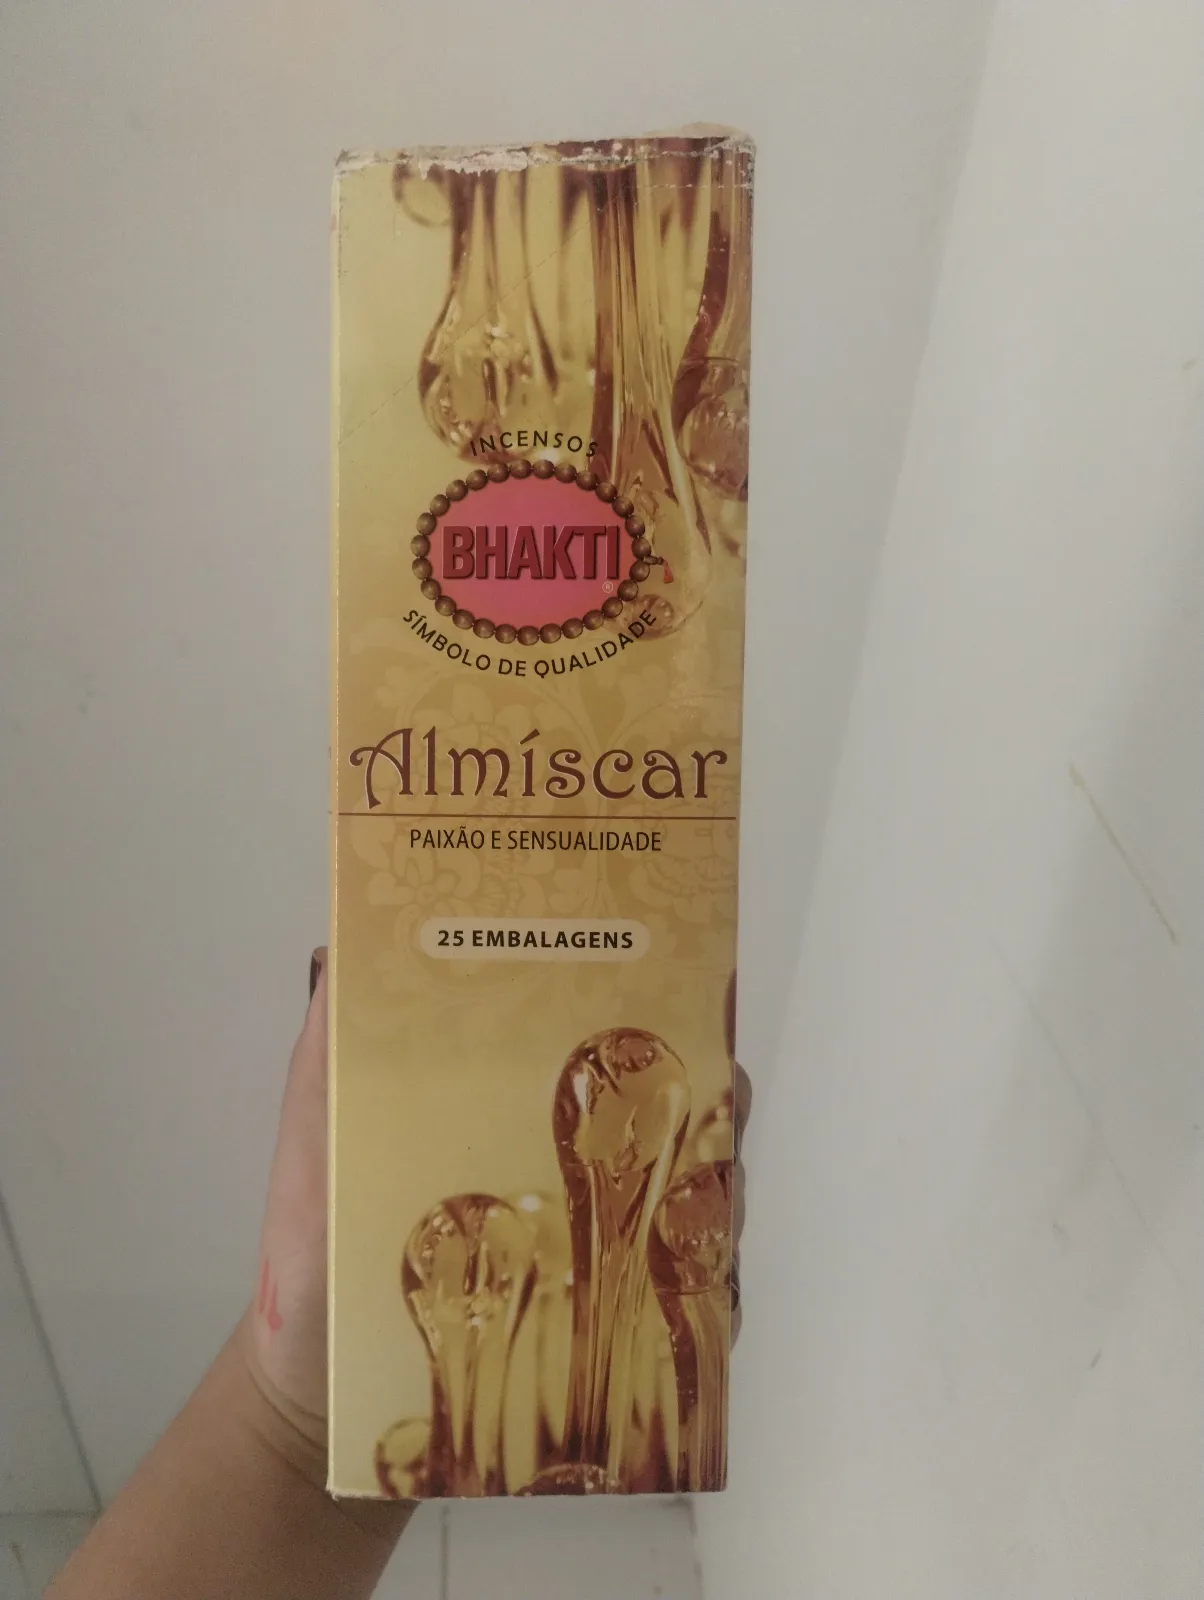 INCENSOS
BHAKTI®
SÍMBOLO DE QUALIDADE
Almíscar
PAIXÃO E SENSUALIDADE
25 EMBALAGENS